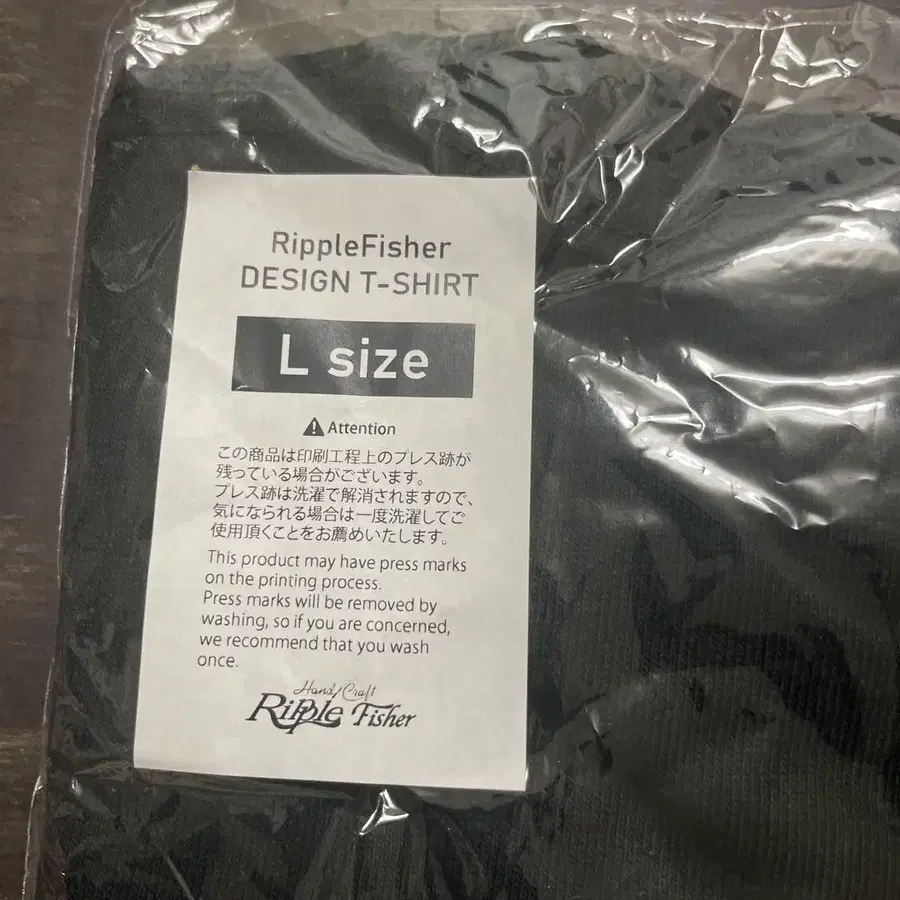 RippleFisher
DESIGN T-SHIRT
L size
Attention
この商品は印刷工程上のプレス跡が
残っている場合がございます。
プレス跡は洗濯で解消されますので、
気になられる場合は一度洗濯してご
使用頂くことをお薦めいたします。
This product may have press marks
on the printing process.
Press marks will be removed by
washing, so if you are concerned,
we recommend that you wash
once.
Hand Craft
Ripple Fisher